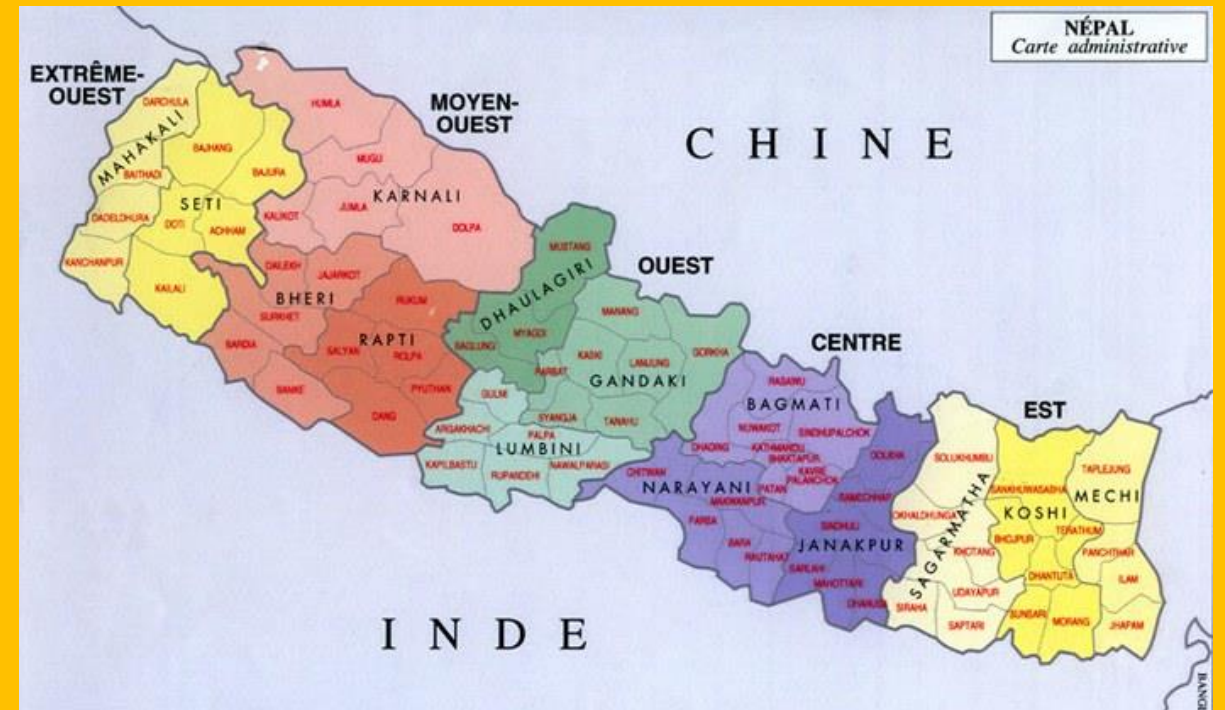 NÉPAL
Carte administrative
EXTRÊME-
OUEST
MOYEN-
OUEST
CHINE
OUEST
CENTRE
EST
INDE
MAHAKALI
DARCHULA
BAITHADI
DADELDHURA
KANCHANPUR
SETI
BAJHANG
BAJURA
DOTI
ACHHAM
KAILALI
KARNALI
HUMLA
MUGU
JUMLA
KALIKOT
DOLPA
BHERI
DAILEKH
JAJARKOT
SURKHET
BARDIA
BANKE
RAPTI
RUKUM
SALYAN
ROLPA
PYUTHAN
DANG
DHAULAGIRI
MUSTANG
MYAGDI
BAGLUNG
PARBAT
GANDAKI
MANANG
KASKI
LAMJUNG
GORKHA
SYANGJA
TANAHU
LUMBINI
GULMI
ARGAKHACHI
PALPA
KAPILBASTU
RUPANDEHI
NAWALPARASI
BAGMATI
RASAWU
NUWAKOT
SINDHUPALCHOK
DHADING
KATHMANDU
BHAKTAPUR
KAVRE
PALANCHOK
PATAN
NARAYANI
CHITWAN
MAKWANPUR
PARSA
BARA
RAUTAHAT
JANAKPUR
DOLKHA
RAMECHHAP
SINDHULI
SARLAHI
MAHOTTARI
DHANUSA
SAGARMATHA
SOLUKHUMBU
OKHALDHUNGA
KHOTANG
UDAYAPUR
SIRAHA
SAPTARI
KOSHI
SANKHUWASABHA
BHOJPUR
TERATHUM
DHANTUTA
SUNSARI
MORANG
MECHI
TAPLEJUNG
PANCHTHAR
ILAM
JHAPAM